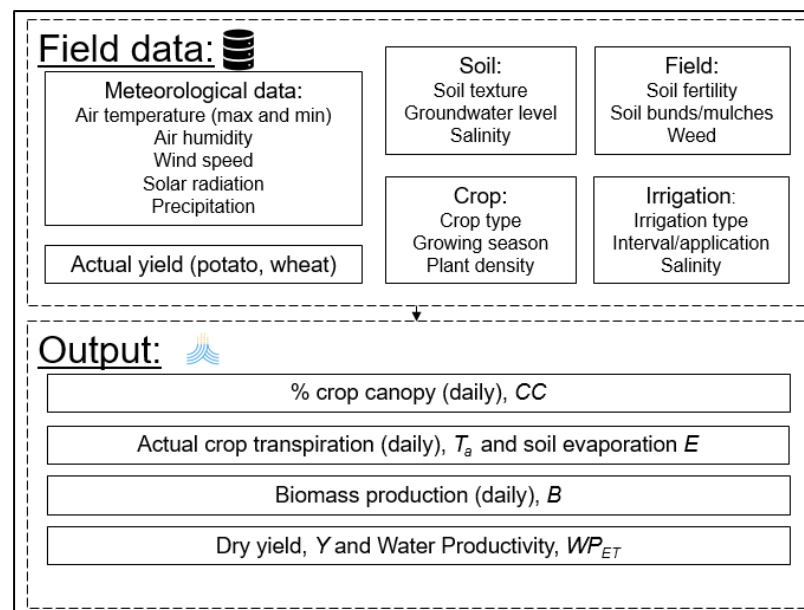 Field data:
Meteorological data:
Air temperature (max and min)
Air humidity
Wind speed
Solar radiation
Precipitation
Actual yield (potato, wheat)
Soil:
Soil texture
Groundwater level
Salinity
Field:
Soil fertility
Soil bunds/mulches
Weed
Crop:
Crop type
Growing season
Plant density
Irrigation:
Irrigation type
Interval/application
Salinity
Output:
% crop canopy (daily), CC
Actual crop transpiration (daily), Ta and soil evaporation E
Biomass production (daily), B
Dry yield, Y and Water Productivity, WPET